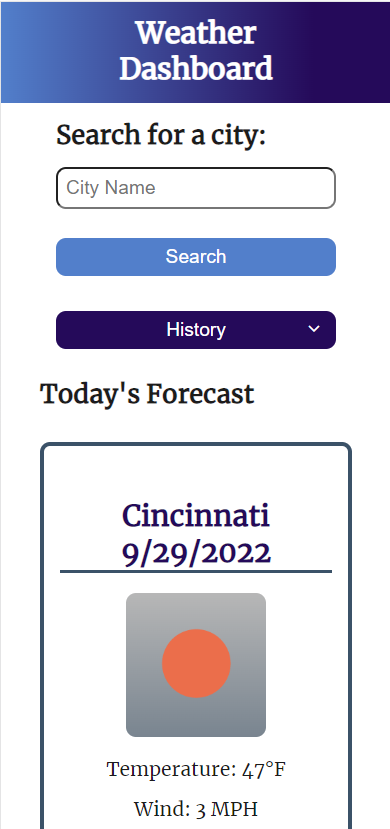 Weather
Dashboard
Search for a city:
City Name
Search
History
Today's Forecast
Cincinnati
9/29/2022
Temperature: 47°F
Wind: 3 MPH